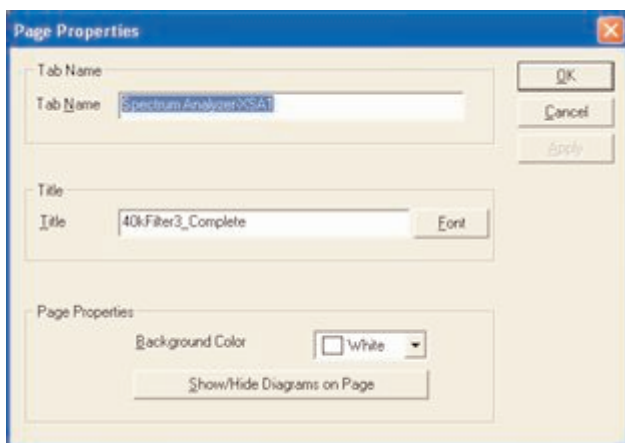 Page Properties
Tab Name
Tab Name Spectrum Analyzer-XSA1
OK
Cancel
Apply
Title
Title 40kFilter3_Complete Font
Page Properties
Background Color White
Show/Hide Diagrams on Page